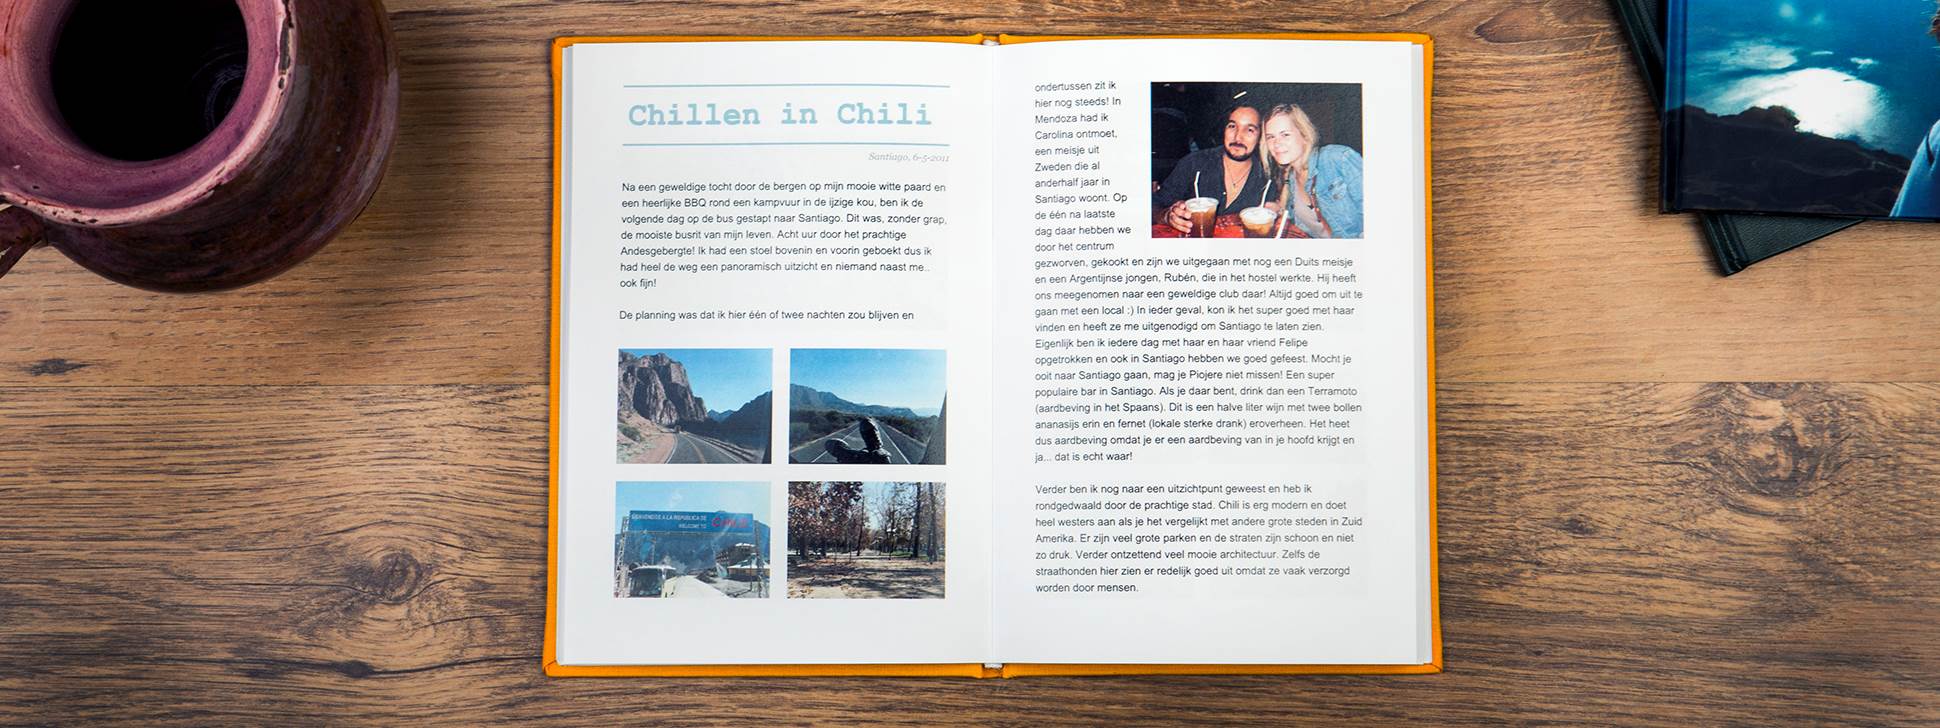 Chillen in Chili
Santiago, 6-5-2011
Na een geweldige tocht door de bergen op mijn mooie witte paard en
een heerlijke BBQ rond een kampvuur in de ijzige kou, ben ik de
volgende dag op de bus gestapt naar Santiago. Dit was, zonder grap,
de mooiste busrit van mijn leven. Acht uur door het prachtige
Andesgebergte! Ik had een stoel bovenin en voorin geboekt dus ik
had heel de weg een panoramisch uitzicht en niemand naast me..
ook fijn!
De planning was dat ik hier één of twee nachten zou blijven en
BIENVENIDOS A LA REPUBLICA DE
WELCOME TO CHILE
ondertussen zit ik
hier nog steeds! In
Mendoza had ik
Carolina ontmoet,
een meisje uit
Zweden die al
anderhalf jaar in
Santiago woont. Op
de één na laatste
dag daar hebben we
door het centrum
gezworven, gekookt en zijn we uitgegaan met nog een Duits meisje
en een Argentijnse jongen, Rubén, die in het hostel werkte. Hij heeft
ons meegenomen naar een geweldige club daar! Altijd goed om uit te
gaan met een local :) In ieder geval, kon ik het super goed met haar
vinden en heeft ze me uitgenodigd om Santiago te laten zien.
Eigenlijk ben ik iedere dag met haar en haar vriend Felipe
opgetrokken en ook in Santiago hebben we goed gefeest. Mocht je
ooit naar Santiago gaan, mag je Piojere niet missen! Een super
populaire bar in Santiago. Als je daar bent, drink dan een Terramoto
(aardbeving in het Spaans). Dit is een halve liter wijn met twee bollen
ananasijs erin en fernet (lokale sterke drank) eroverheen. Het heet
dus aardbeving omdat je er een aardbeving van in je hoofd krijgt en
ja... dat is echt waar!
Verder ben ik nog naar een uitzichtpunt geweest en heb ik
rondgedwaald door de prachtige stad. Chili is erg modern en doet
heel westers aan als je het vergelijkt met andere grote steden in Zuid
Amerika. Er zijn veel grote parken en de straten zijn schoon en niet
zo druk. Verder ontzettend veel mooie architectuur. Zelfs de
straathonden hier zien er redelijk goed uit omdat ze vaak verzorgd
worden door mensen.